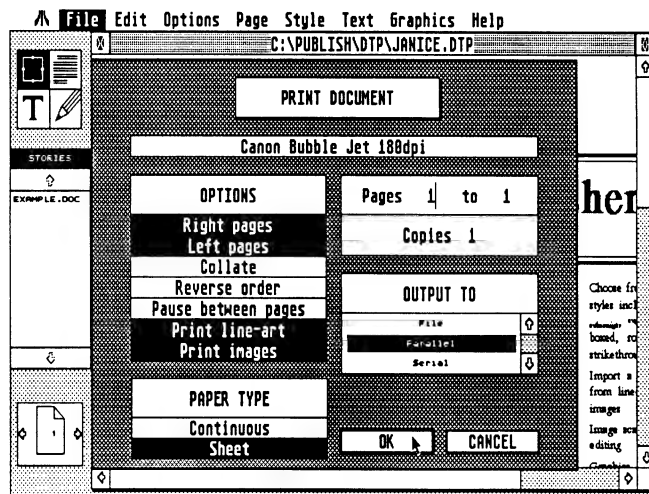 File Edit Options Page Style Text Graphics Help
C:\PUBLISH\DTP\JANICE.DTP
PRINT DOCUMENT
Canon Bubble Jet 180dpi
T
STORIES
EXAMPLE.DOC
OPTIONS
Right pages
Left pages
Collate
Reverse order
Pause between pages
Print line-art
Print images
Pages 1 to 1
Copies 1
OUTPUT TO
File
Parallel
Serial
PAPER TYPE
Continuous
Sheet
OK CANCEL
1
her
Choose fr
styles incl
boxed, ro
strikethrou
Import a
from line
images
Image sca
editing